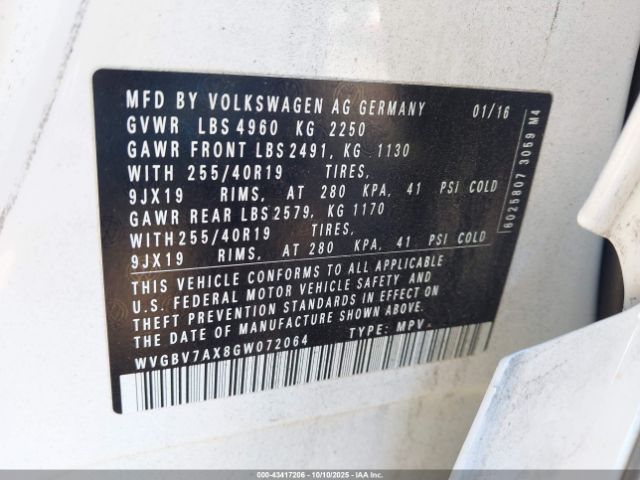 MFD BY VOLKSWAGEN AG GERMANY 01/16
GVWR LBS 4960 KG 2250
GAWR FRONT LBS 2491, KG 1130
WITH 255/40R19 TIRES,
9JX19 RIMS, AT 280 KPA, 41 PSI COLD
GAWR REAR LBS 2579, KG 1170
WITH 255/40R19 TIRES,
9JX19 RIMS, AT 280 KPA, 41 PSI COLD
THIS VEHICLE CONFORMS TO ALL APPLICABLE
U.S. FEDERAL MOTOR VEHICLE SAFETY AND
THEFT PREVENTION STANDARDS IN EFFECT ON
THE DATE OF MANUFACTURE SHOWN ABOVE.
WVGBV7AX8GW072064 TYPE: MPV
6025807 3059 M4
000-43417206 - 10/10/2025 - copart.com